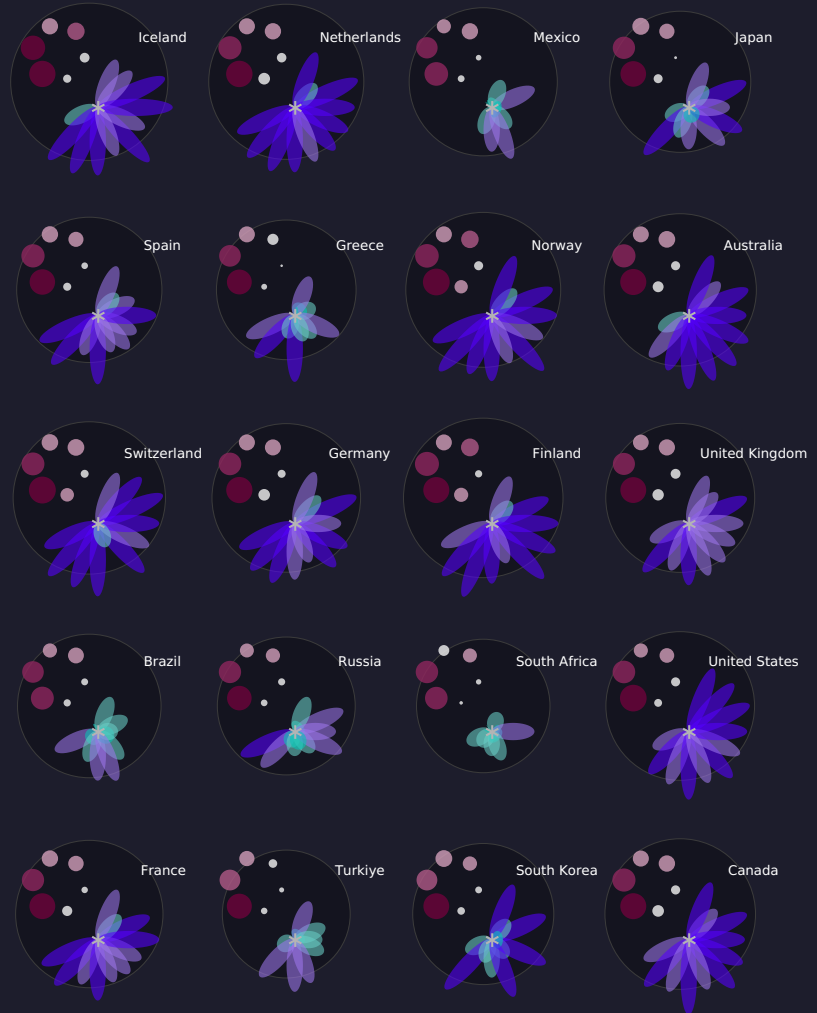 Iceland
Netherlands
Mexico
Japan
Spain
Greece
Norway
Australia
Switzerland
Germany
Finland
United Kingdom
Brazil
Russia
South Africa
United States
France
Turkiye
South Korea
Canada